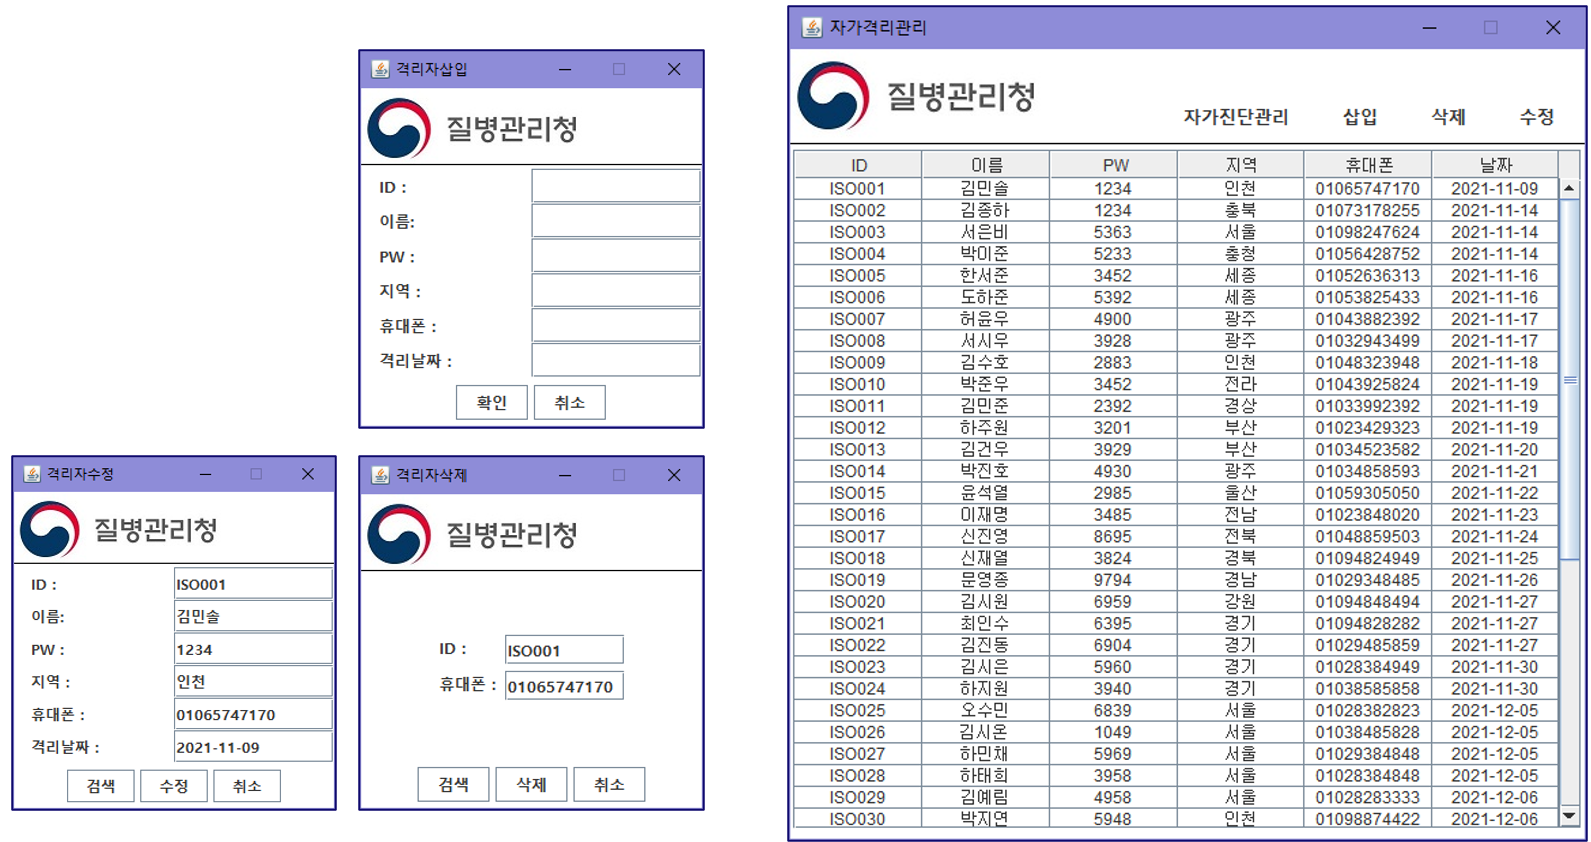 격리자삽입
질병관리청
ID :
이름:
PW :
지역 :
휴대폰 :
격리날짜 :
확인 취소
격리자수정
질병관리청
ID : ISO001
이름: 김민솔
PW : 1234
지역 : 인천
휴대폰 : 01065747170
격리날짜 : 2021-11-09
검색 수정 취소
격리자삭제
질병관리청
ID : ISO001
휴대폰 : 01065747170
검색 삭제 취소
자가격리관리
질병관리청
자가진단관리 삽입 삭제 수정
ID 이름 PW 지역 휴대폰 날짜
ISO001 김민솔 1234 인천 01065747170 2021-11-09
ISO002 김종하 1234 충북 01073178255 2021-11-14
ISO003 서은비 5363 서울 01098247624 2021-11-14
ISO004 박이준 5233 충청 01056428752 2021-11-14
ISO005 한서준 3452 세종 01052636313 2021-11-16
ISO006 도하준 5392 세종 01053825433 2021-11-16
ISO007 허윤우 4900 광주 01043882392 2021-11-17
ISO008 서시우 3928 광주 01032943499 2021-11-17
ISO009 김수호 2883 인천 01048323948 2021-11-18
ISO010 박준우 3452 전라 01043925824 2021-11-19
ISO011 김민준 2392 경상 01033992392 2021-11-19
ISO012 하주원 3201 부산 01023429323 2021-11-19
ISO013 김건우 3929 부산 01034523582 2021-11-20
ISO014 박진호 4930 광주 01034858593 2021-11-21
ISO015 윤석열 2985 울산 01059305050 2021-11-22
ISO016 이재명 3485 전남 01023848020 2021-11-23
ISO017 신진영 8695 전북 01048859503 2021-11-24
ISO018 신재열 3824 경북 01094824949 2021-11-25
ISO019 문영종 9794 경남 01029348485 2021-11-26
ISO020 김시원 6959 강원 01094848494 2021-11-27
ISO021 최인수 6395 경기 01094828282 2021-11-27
ISO022 김진동 6904 경기 01029485859 2021-11-27
ISO023 김시은 5960 경기 01028384949 2021-11-30
ISO024 하지원 3940 경기 01038585858 2021-11-30
ISO025 오수민 6839 서울 01028382823 2021-12-05
ISO026 김시온 1049 서울 01038485828 2021-12-05
ISO027 하민채 5969 서울 01029384848 2021-12-05
ISO028 하태희 3958 서울 01028384848 2021-12-05
ISO029 김예림 4958 서울 01028283333 2021-12-06
ISO030 박지연 5948 인천 01098874422 2021-12-06